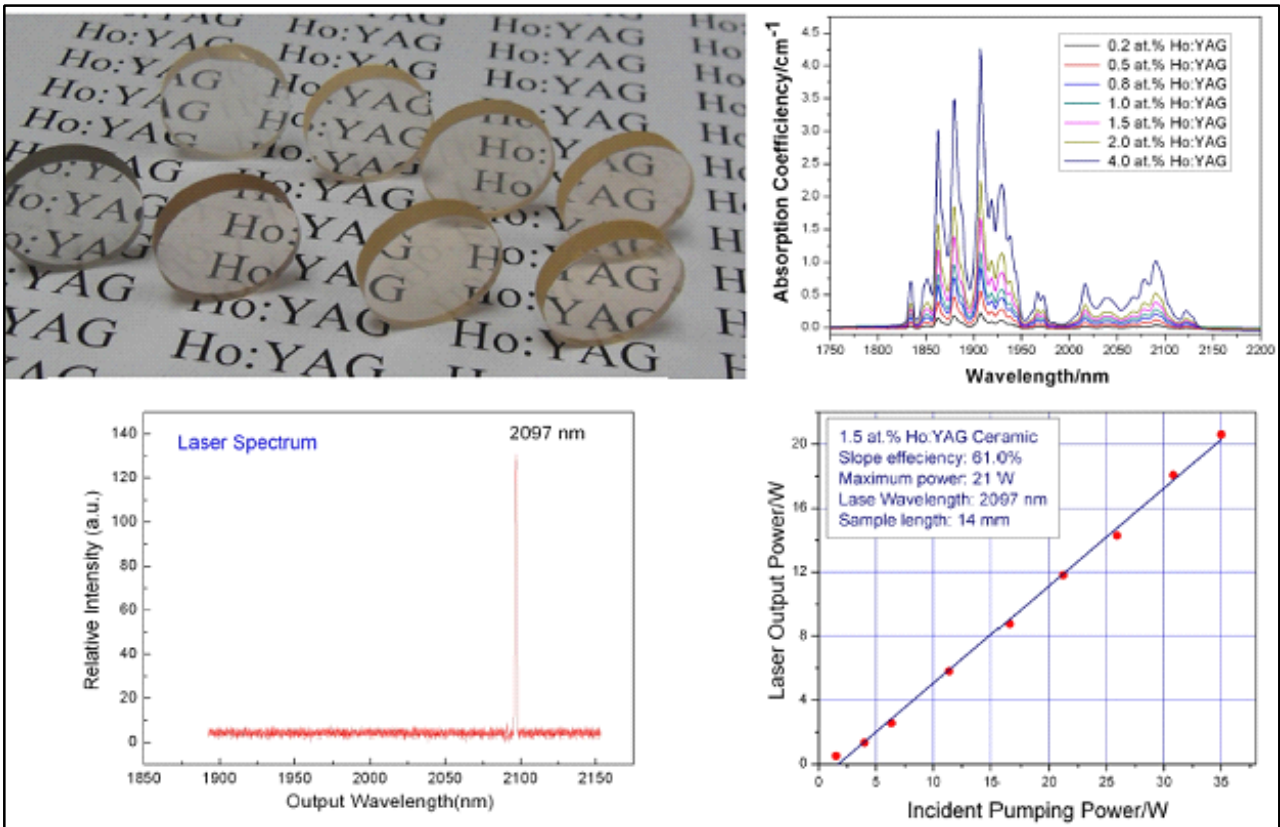 Ho:YAG Ho:YAG Ho:YAG
Ho:YAG
Ho:YAG
Ho:YAG
Ho:YAG
Ho:YAG
Ho:YAG
Ho:YAG Ho:YAG
Absorption Coefficiency/cm-1
4.5
4.0
3.5
3.0
2.5
2.0
1.5
1.0
0.5
0.0
0.2 at.% Ho:YAG
0.5 at.% Ho:YAG
0.8 at.% Ho:YAG
1.0 at.% Ho:YAG
1.5 at.% Ho:YAG
2.0 at.% Ho:YAG
4.0 at.% Ho:YAG
1750 1800 1850 1900 1950 2000 2050 2100 2150 2200
Wavelength/nm
Relative Intensity (a.u.)
140
120
100
80
60
40
20
0
Laser Spectrum
2097 nm
1850 1900 1950 2000 2050 2100 2150
Output Wavelength(nm)
Laser Output Power/W
20
16
12
8
4
0
1.5 at.% Ho:YAG Ceramic
Slope effeciency: 61.0%
Maximum power: 21 W
Lase Wavelength: 2097 nm
Sample length: 14 mm
0 5 10 15 20 25 30 35
Incident Pumping Power/W